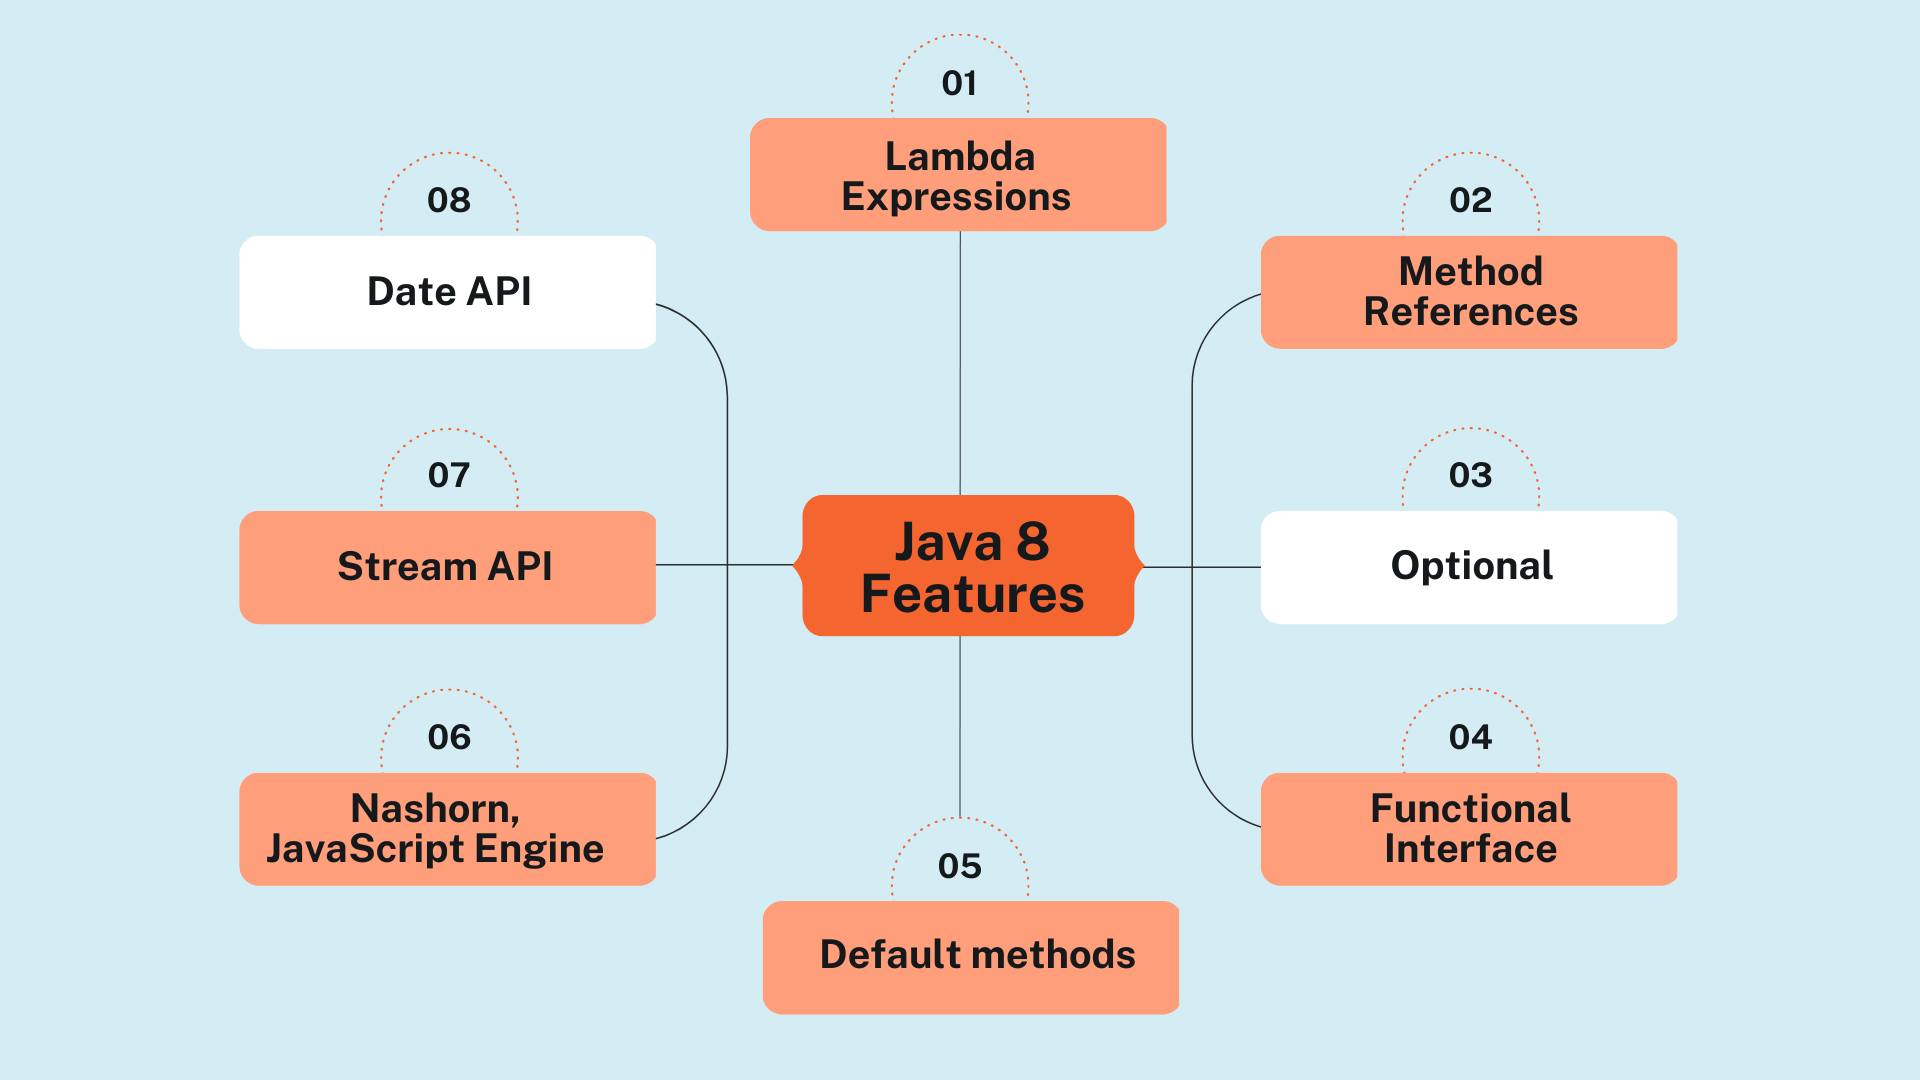 01
Lambda
Expressions
02
Method
References
03
Optional
04
Functional
Interface
05
Default methods
06
Nashorn,
JavaScript Engine
07
Stream API
08
Date API
Java 8
Features